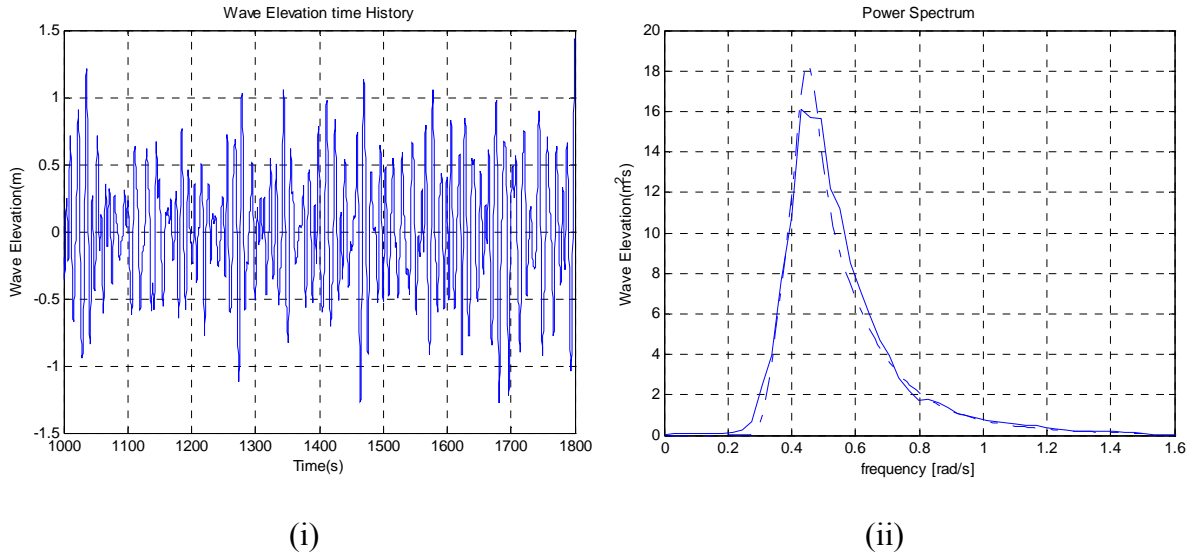 Wave Elevation time History
1.5
1
0.5
0
-0.5
-1
-1.5
Wave Elevation(m)
1000 1100 1200 1300 1400 1500 1600 1700 1800
Time(s)
(i)
Power Spectrum
20
18
16
14
12
10
8
6
4
2
0
Wave Elevation(m²s)
0 0.2 0.4 0.6 0.8 1 1.2 1.4 1.6
frequency [rad/s]
(ii)